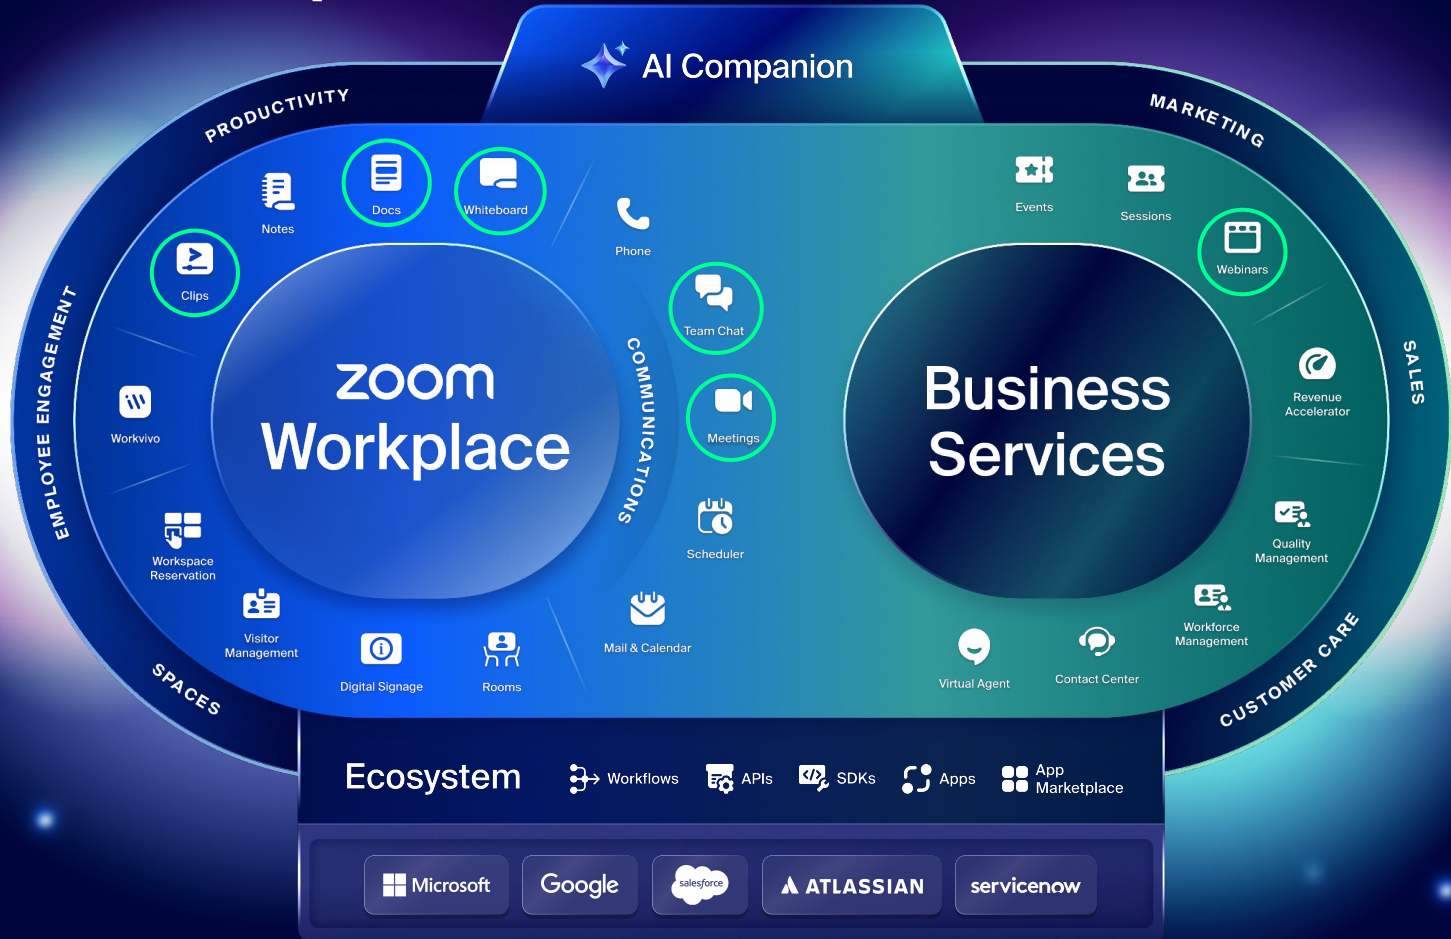 AI Companion
PRODUCTIVITY
MARKETING
EMPLOYEE ENGAGEMENT
SALES
SPACES
CUSTOMER CARE
COMMUNICATIONS
Notes
Docs
Whiteboard
Clips
Workvivo
Workspace
Reservation
Visitor
Management
Digital Signage
Rooms
Phone
Team Chat
Meetings
Scheduler
Mail & Calendar
zoom
Workplace
Events
Sessions
Webinars
Revenue
Accelerator
Quality
Management
Workforce
Management
Contact Center
Virtual Agent
Business
Services
Ecosystem
Workflows
APIs
SDKs
Apps
App
Marketplace
Microsoft
Google
salesforce
ATLASSIAN
servicenow